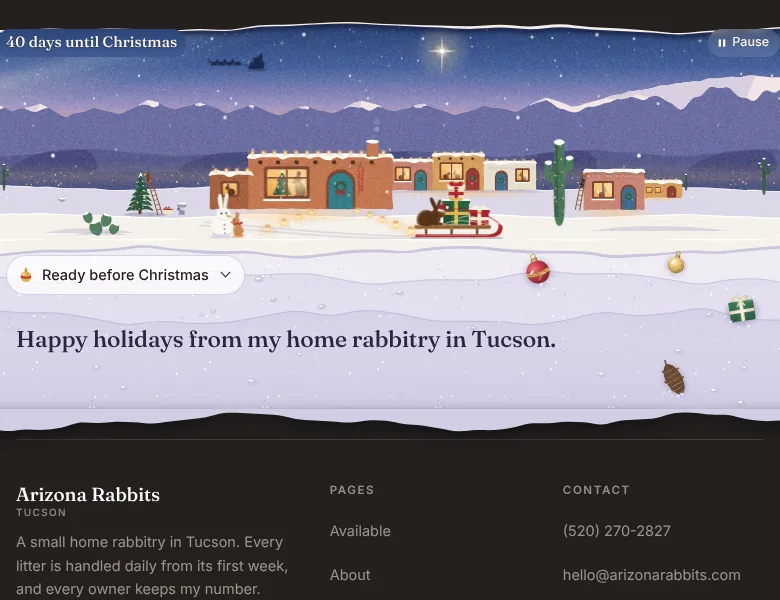 40 days until Christmas
Pause
Ready before Christmas
Happy holidays from my home rabbitry in Tucson.
Arizona Rabbits
TUCSON
A small home rabbitry in Tucson. Every
litter is handled daily from its first week,
and every owner keeps my number.
PAGES
Available
About
CONTACT
(520) 270-2827
hello@arizonarabbits.com